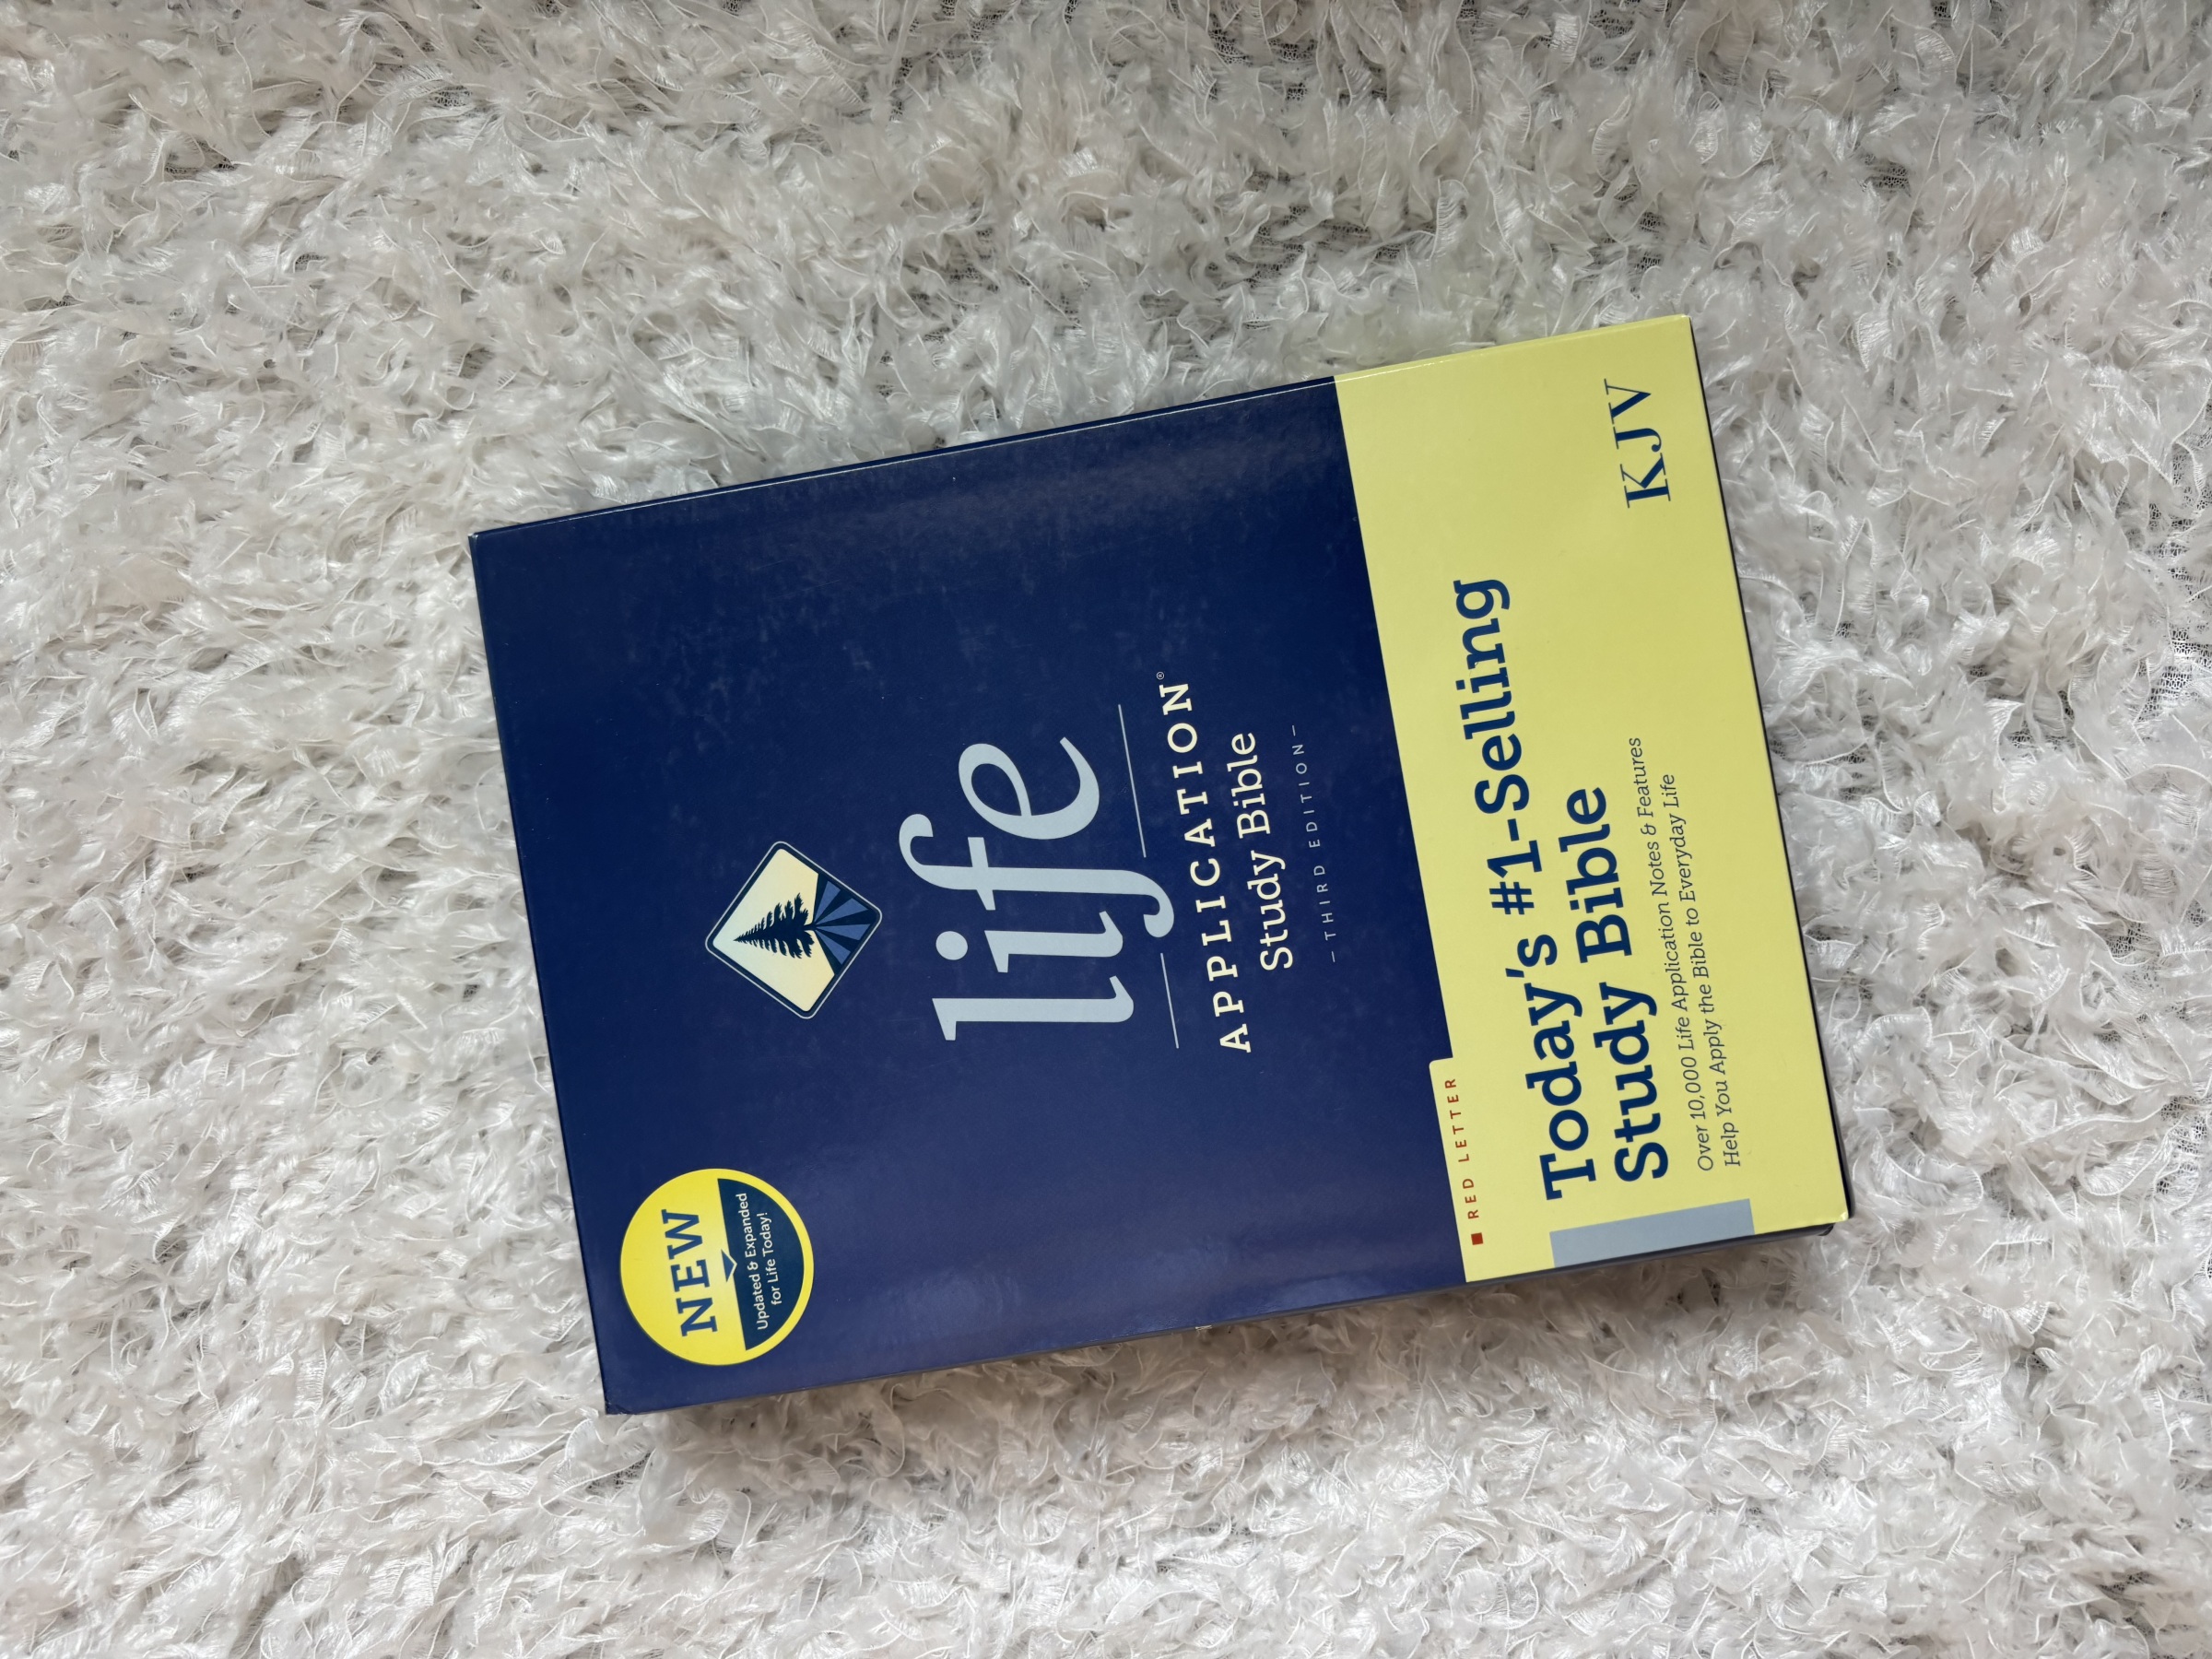 NEW
Updated & Expanded
for Life Today!
life
APPLICATION®
Study Bible
– THIRD EDITION –
■ RED LETTER
Today's #1-Selling
Study Bible
Over 10,000 Life Application Notes & Features
Help You Apply the Bible to Everyday Life
KJV